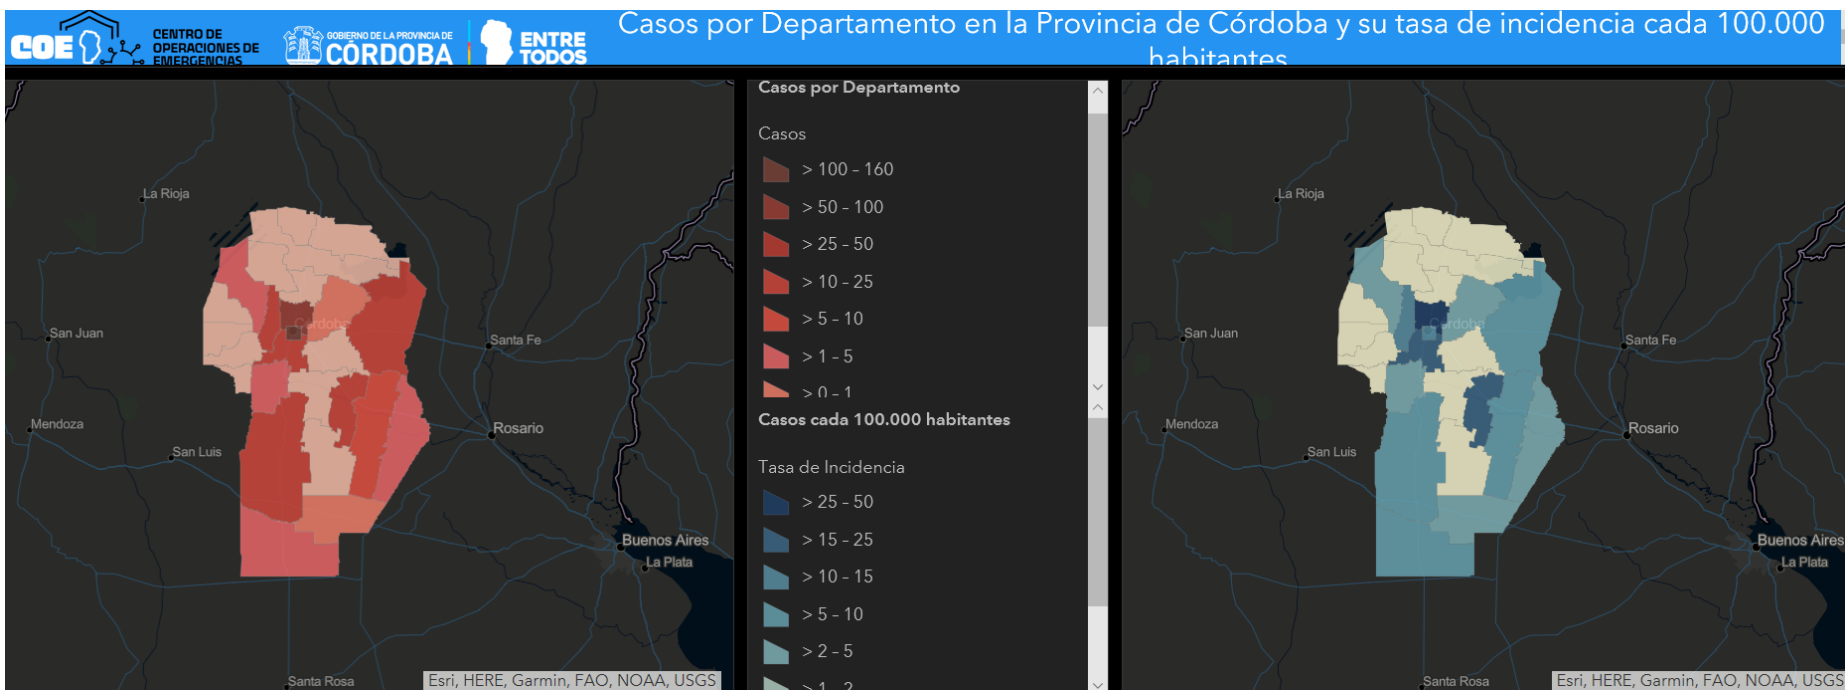 COE
CENTRO DE
OPERACIONES DE
EMERGENCIAS
GOBIERNO DE LA PROVINCIA DE
CÓRDOBA
ENTRE
TODOS
Casos por Departamento en la Provincia de Córdoba y su tasa de incidencia cada 100.000
habitantes
La Rioja
San Juan
Córdoba
Santa Fe
Mendoza
San Luis
Rosario
Buenos Aires
La Plata
Santa Rosa
Esri, HERE, Garmin, FAO, NOAA, USGS
Casos por Departamento
Casos
> 100 - 160
> 50 - 100
> 25 - 50
> 10 - 25
> 5 - 10
> 1 - 5
> 0 - 1
Casos cada 100.000 habitantes
Tasa de Incidencia
> 25 - 50
> 15 - 25
> 10 - 15
> 5 - 10
> 2 - 5
> 1 - 2
La Rioja
San Juan
Córdoba
Santa Fe
Mendoza
San Luis
Rosario
Buenos Aires
La Plata
Santa Rosa
Esri, HERE, Garmin, FAO, NOAA, USGS